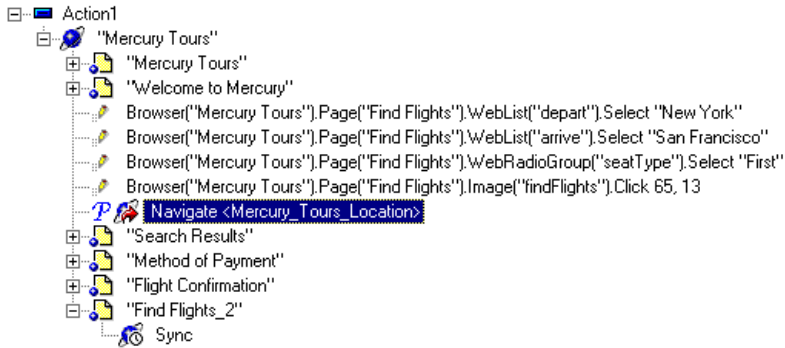 Action1
"Mercury Tours"
"Mercury Tours"
"Welcome to Mercury"
Browser("Mercury Tours").Page("Find Flights").WebList("depart").Select "New York"
Browser("Mercury Tours").Page("Find Flights").WebList("arrive").Select "San Francisco"
Browser("Mercury Tours").Page("Find Flights").WebRadioGroup("seatType").Select "First"
Browser("Mercury Tours").Page("Find Flights").Image("findFlights").Click 65, 13
P Navigate <Mercury_Tours_Location>
"Search Results"
"Method of Payment"
"Flight Confirmation"
"Find Flights_2"
Sync